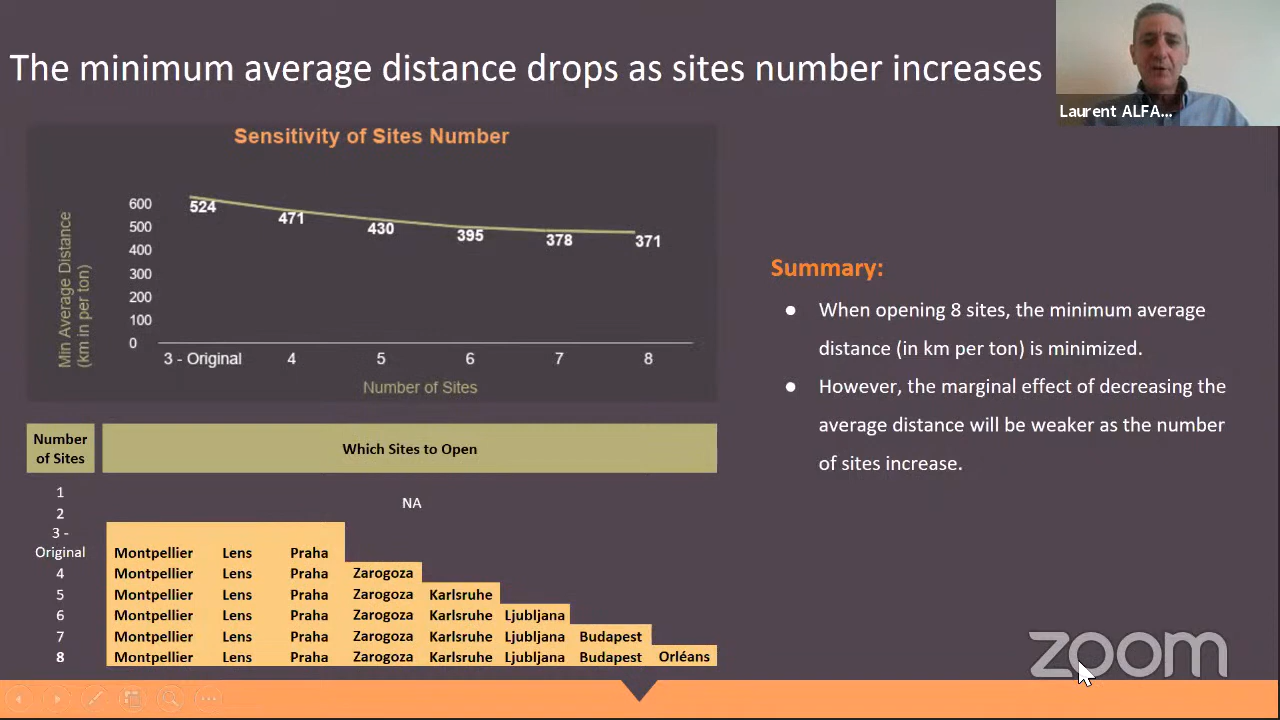 The minimum average distance drops as sites number increases
Laurent ALFA...
Sensitivity of Sites Number
Min Average Distance
(km in per ton)
600
500
400
300
200
100
0
524
471
430
395
378
371
3 - Original 4 5 6 7 8
Number of Sites
Summary:
● When opening 8 sites, the minimum average
distance (in km per ton) is minimized.
● However, the marginal effect of decreasing the
average distance will be weaker as the number
of sites increase.
Number
of Sites
Which Sites to Open
1
2
NA
3 -
Original Montpellier Lens Praha
4 Montpellier Lens Praha Zarogoza
5 Montpellier Lens Praha Zarogoza Karlsruhe
6 Montpellier Lens Praha Zarogoza Karlsruhe Ljubljana
7 Montpellier Lens Praha Zarogoza Karlsruhe Ljubljana Budapest
8 Montpellier Lens Praha Zarogoza Karlsruhe Ljubljana Budapest Orléans
zoom